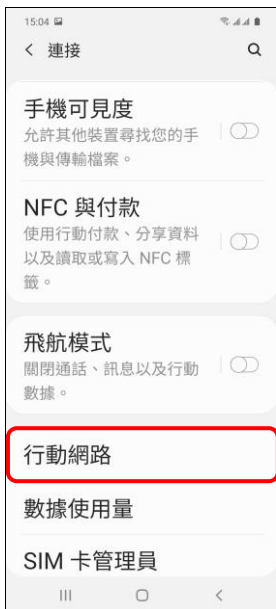 15:04
連接
手機可見度
允許其他裝置尋找您的手
機與傳輸檔案。
NFC 與付款
使用行動付款、分享資料
以及讀取或寫入 NFC 標
籤。
飛航模式
關閉通話、訊息以及行動
數據。
行動網路
數據使用量
SIM 卡管理員